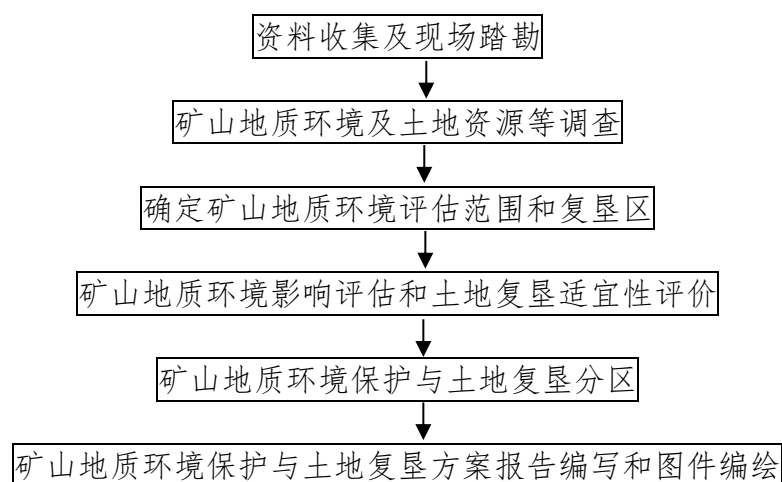 资料收集及现场踏勘
矿山地质环境及土地资源等调查
确定矿山地质环境评估范围和复垦区
矿山地质环境影响评估和土地复垦适宜性评价
矿山地质环境保护与土地复垦分区
矿山地质环境保护与土地复垦方案报告编写和图件编绘